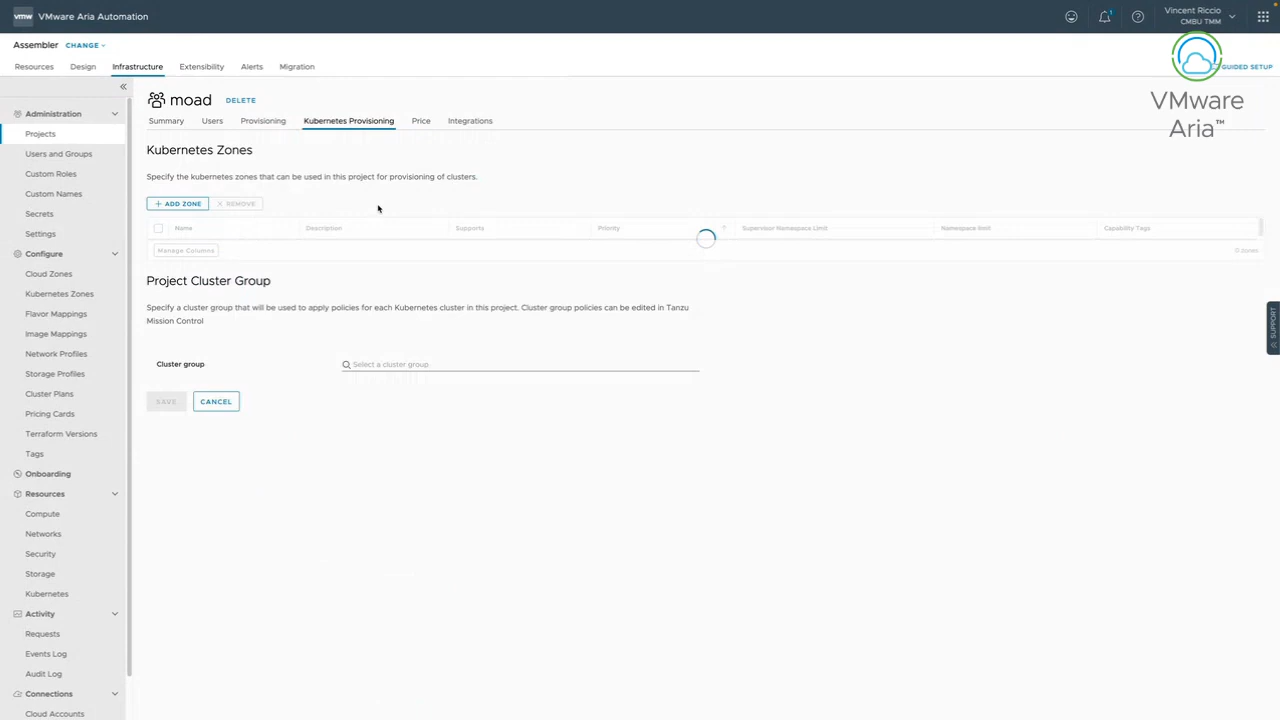 vmw VMware Aria Automation
Vincent Riccio
CMBU TMM
1
Assembler CHANGE
GUIDED SETUP
Resources Design Infrastructure Extensibility Alerts Migration
VMware
Aria™
moad DELETE
Summary Users Provisioning Kubernetes Provisioning Price Integrations
Administration
Projects
Users and Groups
Custom Roles
Custom Names
Secrets
Settings
Configure
Cloud Zones
Kubernetes Zones
Flavor Mappings
Image Mappings
Network Profiles
Storage Profiles
Cluster Plans
Pricing Cards
Terraform Versions
Tags
Onboarding
Resources
Compute
Networks
Security
Storage
Kubernetes
Activity
Requests
Events Log
Audit Log
Connections
Cloud Accounts
Kubernetes Zones
Specify the kubernetes zones that can be used in this project for provisioning of clusters.
+ ADD ZONE × REMOVE
Name Description Supports Priority Supervisor Namespace Limit Namespace limit Capability Tags
Manage Columns 0 zones
Project Cluster Group
Specify a cluster group that will be used to apply policies for each Kubernetes cluster in this project. Cluster group policies can be edited in Tanzu
Mission Control
Cluster group Select a cluster group
SAVE CANCEL
SUPPORT